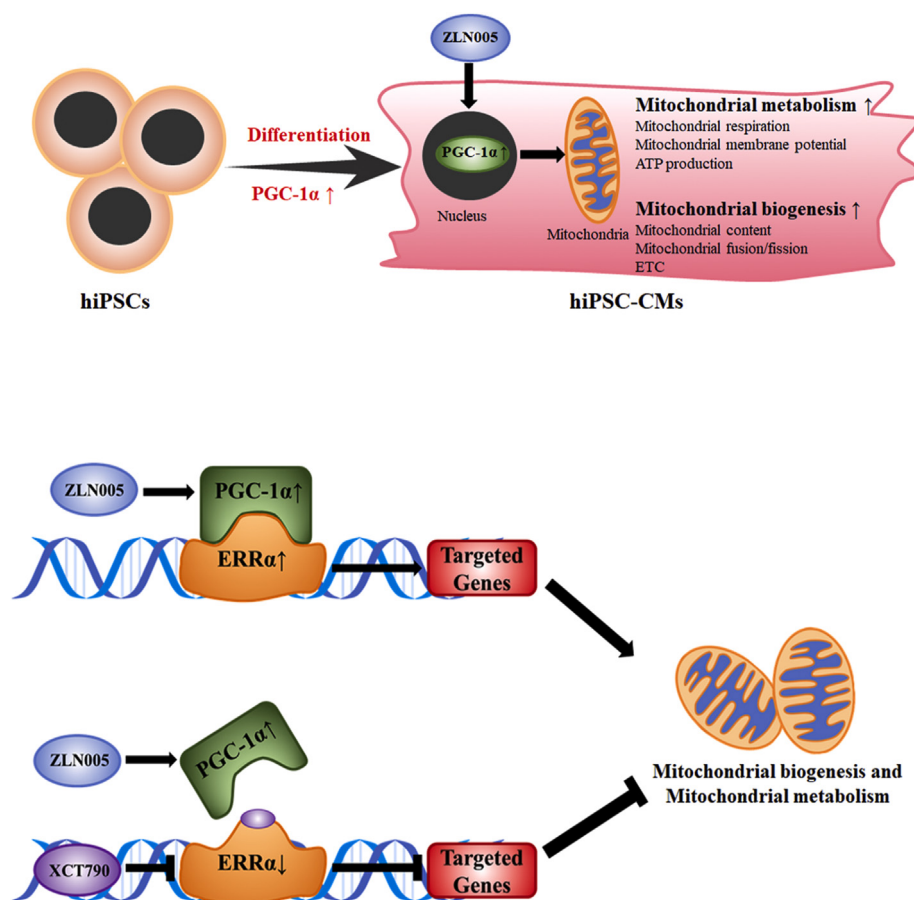 ZLN005
Differentiation
PGC-1α ↑
PGC-1α↑
Nucleus
Mitochondria
Mitochondrial metabolism ↑
Mitochondrial respiration
Mitochondrial membrane potential
ATP production
Mitochondrial biogenesis ↑
Mitochondrial content
Mitochondrial fusion/fission
ETC
hiPSCs
hiPSC-CMs
ZLN005
PGC-1α↑
ERRα↑
Targeted
Genes
ZLN005
PGC-1α↑
XCT790
ERRα↓
Targeted
Genes
Mitochondrial biogenesis and
Mitochondrial metabolism